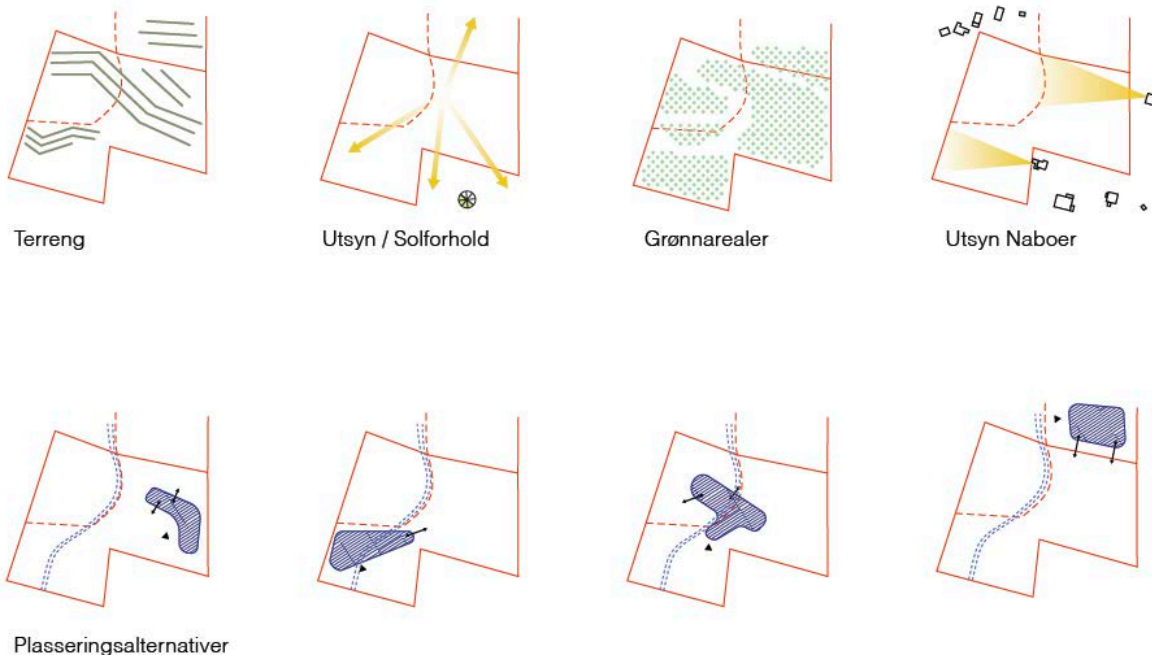 Terreng
Utsyn / Solforhold
Grønnarealer
Utsyn Naboer
Plasseringsalternativer